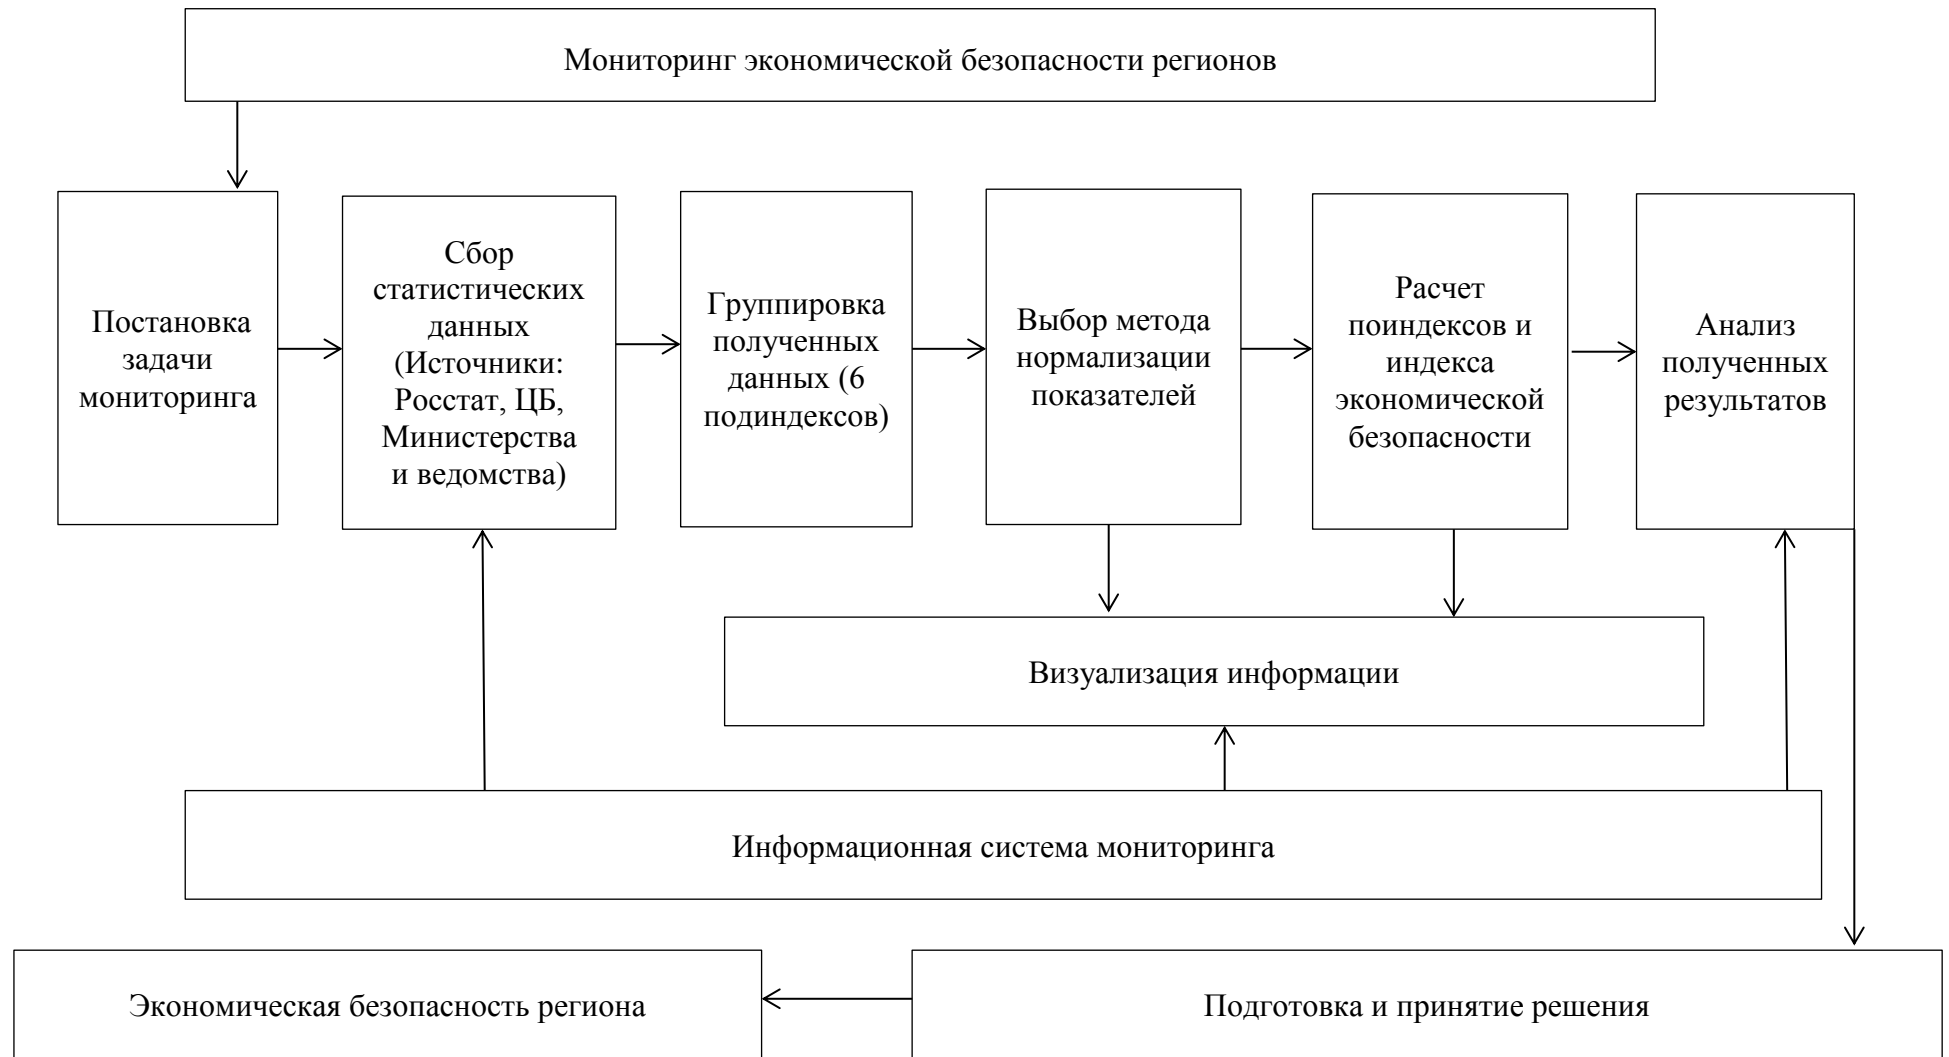 Мониторинг экономической безопасности регионов
Постановка
задачи
мониторинга
Сбор
статистических
данных
(Источники:
Росстат, ЦБ,
Министерства
и ведомства)
Группировка
полученных
данных (6
подиндексов)
Выбор метода
нормализации
показателей
Расчет
поиндексов и
индекса
экономической
безопасности
Анализ
полученных
результатов
Визуализация информации
Информационная система мониторинга
Экономическая безопасность региона
Подготовка и принятие решения